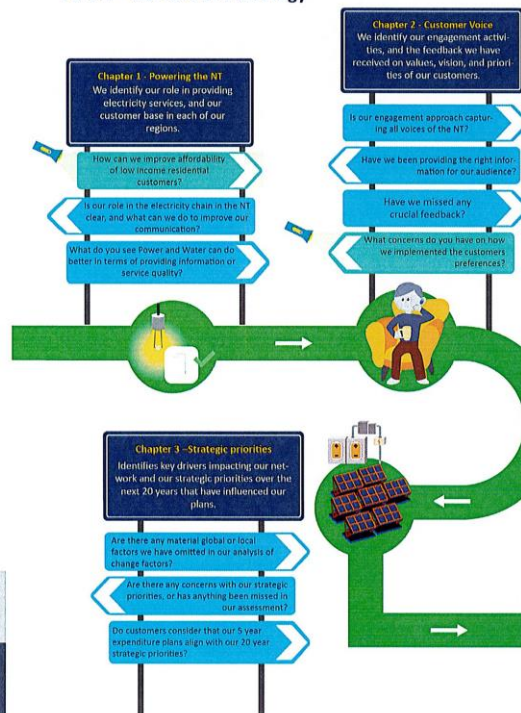 Chapter 1 - Powering the NT
We identify our role in providing
electricity services, and our
customer base in each of our
regions.
How can we improve affordability
of low income residential
customers?
Is our role in the electricity chain in the NT
clear, and what can we do to improve our
communication?
What do you see Power and Water can do
better in terms of providing information or
service quality?
Chapter 2 - Customer Voice
We identify our engagement activi-
ties, and the feedback we have
received on values, vision, and priori-
ties of our customers.
Is our engagement approach captur-
ing all voices of the NT?
Have we been providing the right infor-
mation for our audience?
Have we missed any
crucial feedback?
What concerns do you have on how
we implemented the customers
preferences?
Chapter 3 –Strategic priorities
Identifies key drivers impacting our net-
work and our strategic priorities over the
next 20 years that have influenced our
plans.
Are there any material global or local
factors we have omitted in our analysis of
change factors?
Are there any concerns with our strategic
priorities, or has anything been missed in
our assessment?
Do customers consider that our 5 year
expenditure plans align with our 20 year
strategic priorities?